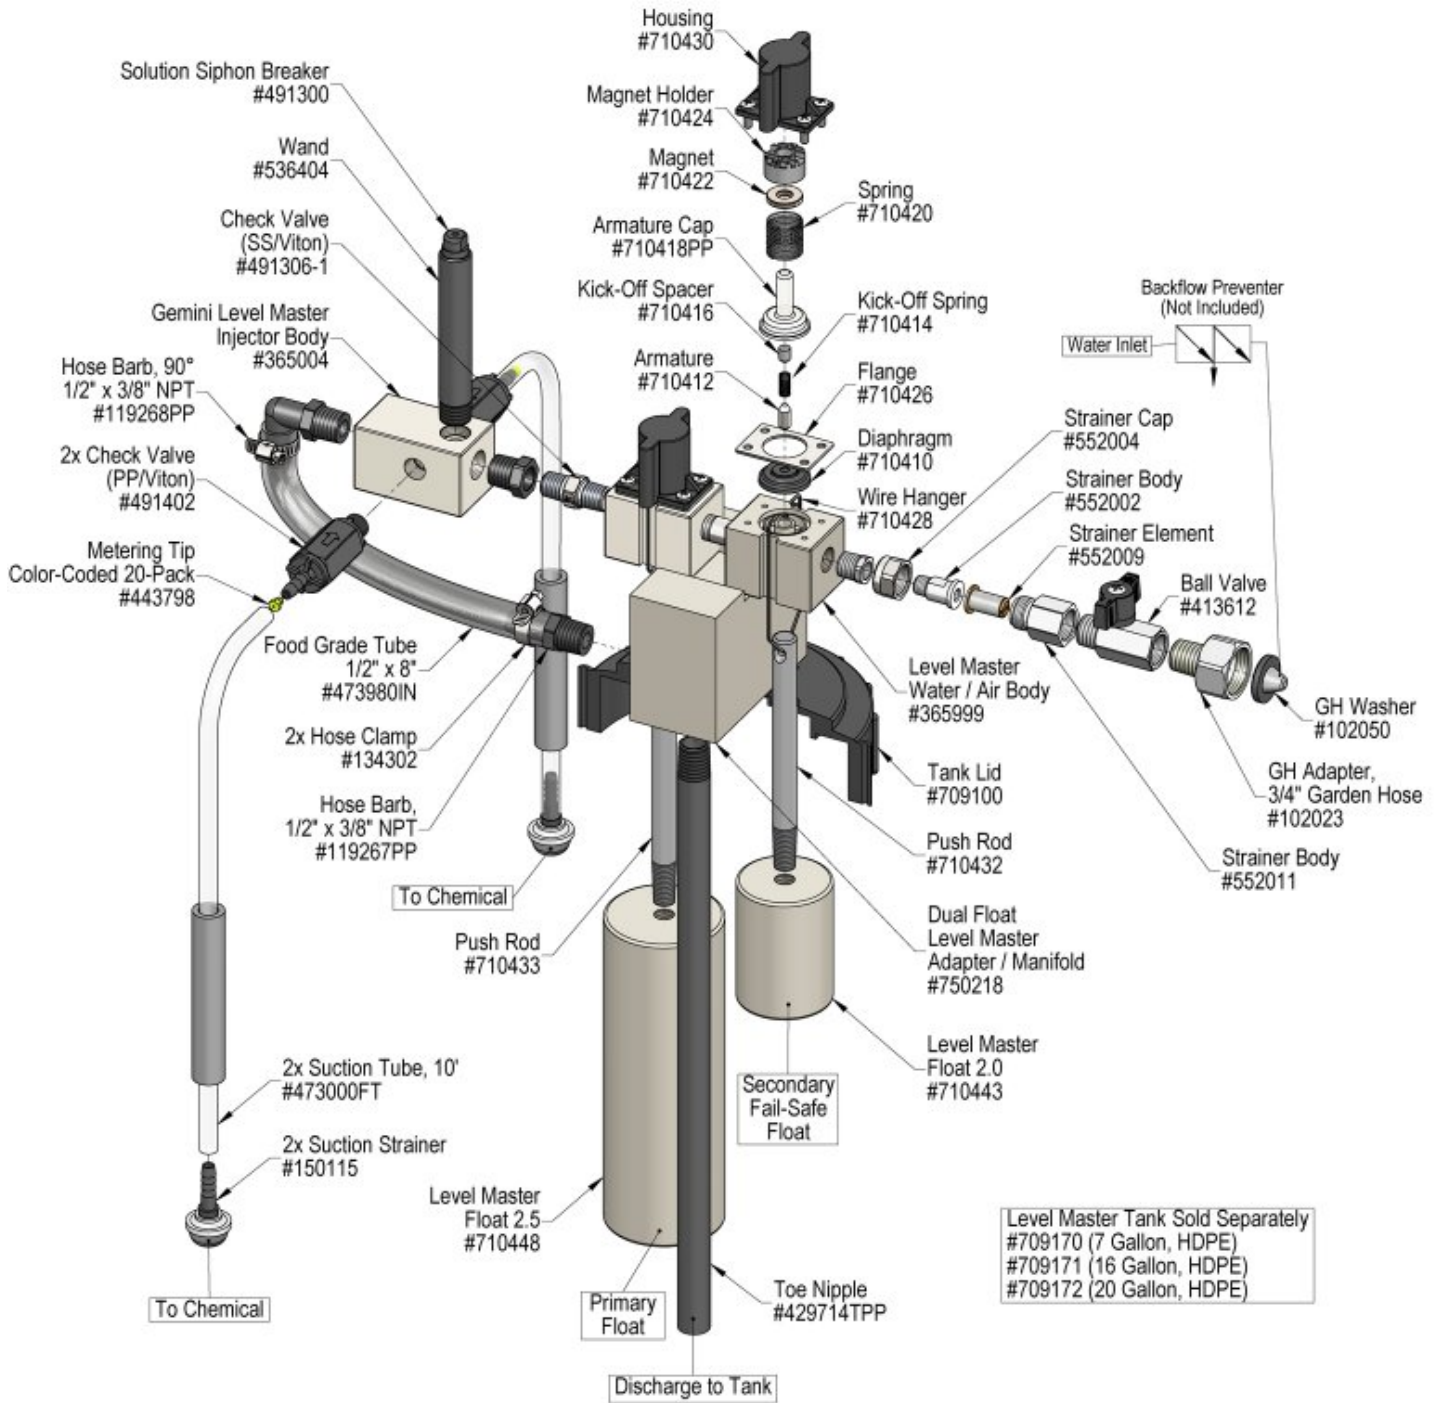 Housing
#710430
Solution Siphon Breaker
#491300
Magnet Holder
#710424
Wand
#536404
Magnet
#710422
Spring
#710420
Check Valve
(SS/Viton)
#491306-1
Armature Cap
#710418PP
Kick-Off Spacer
#710416
Kick-Off Spring
#710414
Backflow Preventer
(Not Included)
Water Inlet
Gemini Level Master
Injector Body
#365004
Armature
#710412
Flange
#710426
Hose Barb, 90°
1/2" x 3/8" NPT
#119268PP
Strainer Cap
#552004
Diaphragm
#710410
2x Check Valve
(PP/Viton)
#491402
Strainer Body
#552002
Wire Hanger
#710428
Strainer Element
#552009
Metering Tip
Color-Coded 20-Pack
#443798
Ball Valve
#413612
Food Grade Tube
1/2" x 8"
#473980IN
Level Master
Water / Air Body
#365999
GH Washer
#102050
2x Hose Clamp
#134302
Tank Lid
#709100
GH Adapter,
3/4" Garden Hose
#102023
Hose Barb,
1/2" x 3/8" NPT
#119267PP
Push Rod
#710432
Strainer Body
#552011
To Chemical
Push Rod
#710433
Dual Float
Level Master
Adapter / Manifold
#750218
Level Master
Float 2.0
#710443
2x Suction Tube, 10'
#473000FT
Secondary
Fail-Safe
Float
2x Suction Strainer
#150115
Level Master
Float 2.5
#710448
Level Master Tank Sold Separately
#709170 (7 Gallon, HDPE)
#709171 (16 Gallon, HDPE)
#709172 (20 Gallon, HDPE)
To Chemical
Primary
Float
Toe Nipple
#429714TPP
Discharge to Tank